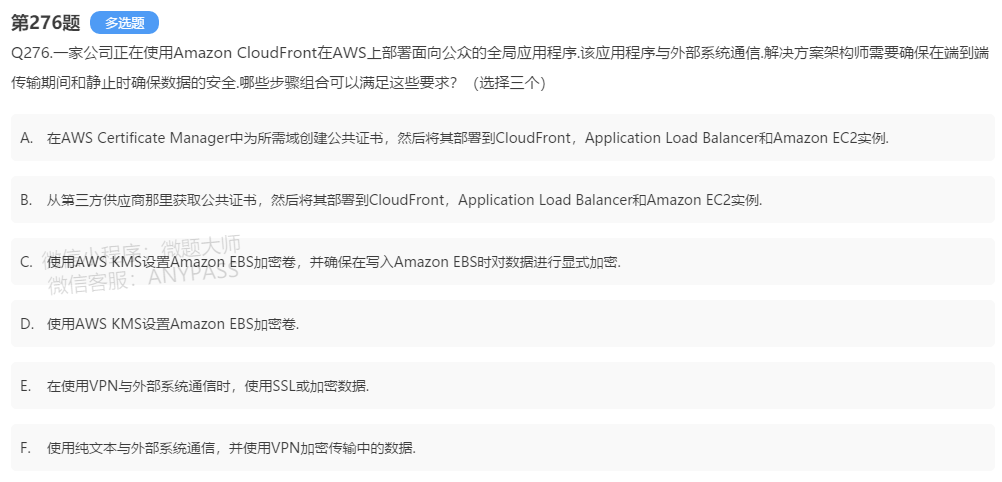 第276题 多选题
Q276.一家公司正在使用Amazon CloudFront在AWS上部署面向公众的全局应用程序.该应用程序与外部系统通信.解决方案架构师需要确保在端到端
传输期间和静止时确保数据的安全.哪些步骤组合可以满足这些要求？（选择三个）
A. 在AWS Certificate Manager中为所需域创建公共证书，然后将其部署到CloudFront，Application Load Balancer和Amazon EC2实例.
B. 从第三方供应商那里获取公共证书，然后将其部署到CloudFront，Application Load Balancer和Amazon EC2实例.
微信小程序：微题大师
C. 使用AWS KMS设置Amazon EBS加密卷，并确保在写入Amazon EBS时对数据进行显式加密.
微信客服：ANYPASS
D. 使用AWS KMS设置Amazon EBS加密卷.
E. 在使用VPN与外部系统通信时，使用SSL或加密数据.
F. 使用纯文本与外部系统通信，并使用VPN加密传输中的数据.